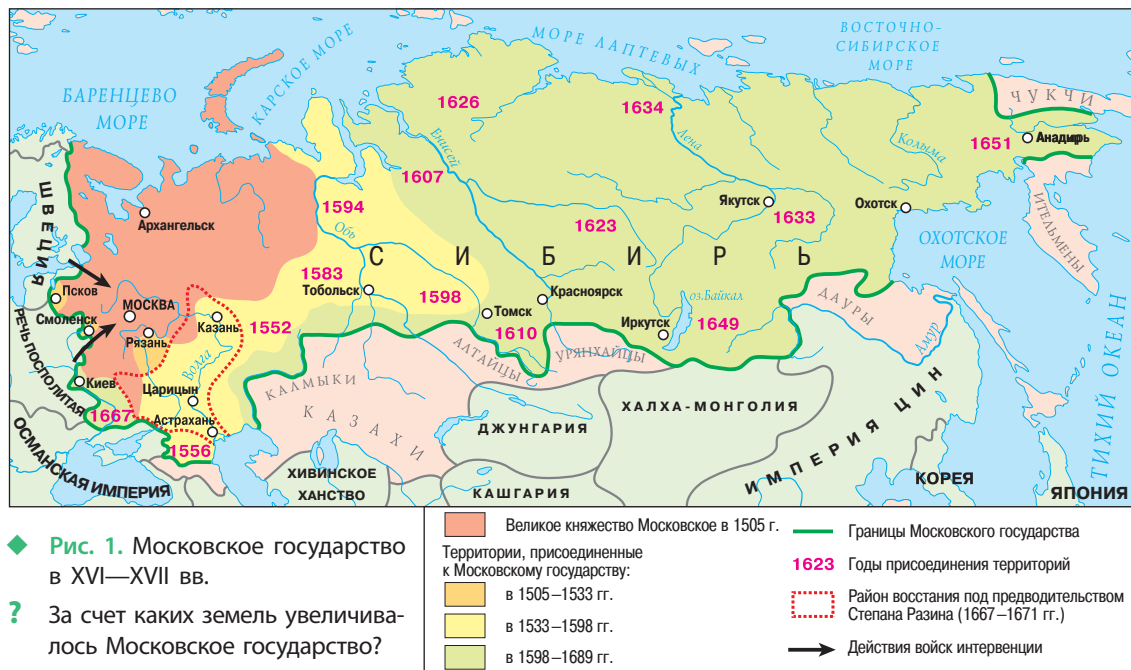 БАРЕНЦЕВО
МОРЕ
КАРСКОЕ МОРЕ
МОРЕ ЛАПТЕВЫХ
ВОСТОЧНО-
СИБИРСКОЕ
МОРЕ
ЧУКЧИ
1626
1634
1651
Анадырь
Енисей
Лена
Колыма
ШВЕЦИЯ
Архангельск
1607
1594
Обь
Якутск
1633
Охотск
1623
ИТЕЛЬМЕНЫ
ОХОТСКОЕ
МОРЕ
СИБИРЬ
Псков
МОСКВА
1583
Тобольск
1598
Красноярск
Томск
оз.Байкал
Смоленск
Казань
1552
Рязань
1610
Иркутск
1649
ДАУРЫ
Амур
РЕЧЬ ПОСПОЛИТАЯ
Волга
АЛТАЙЦЫ
УРЯНХАЙЦЫ
Киев
Царицын
КАЛМЫКИ
КАЗАХИ
ХАЛХА-МОНГОЛИЯ
1667
Астрахань
ДЖУНГАРИЯ
ИМПЕРИЯ ЦИН
ТИХИЙ ОКЕАН
1556
ОСМАНСКАЯ ИМПЕРИЯ
ХИВИНСКОЕ
ХАНСТВО
КАШГАРИЯ
КОРЕЯ
ЯПОНИЯ
Рис. 1. Московское государство
в XVI—XVII вв.
? За счет каких земель увеличива-
лось Московское государство?
Великое княжество Московское в 1505 г.
Территории, присоединенные
к Московскому государству:
в 1505–1533 гг.
в 1533–1598 гг.
в 1598–1689 гг.
Границы Московского государства
1623 Годы присоединения территорий
Район восстания под предводительством
Степана Разина (1667–1671 гг.)
Действия войск интервенции